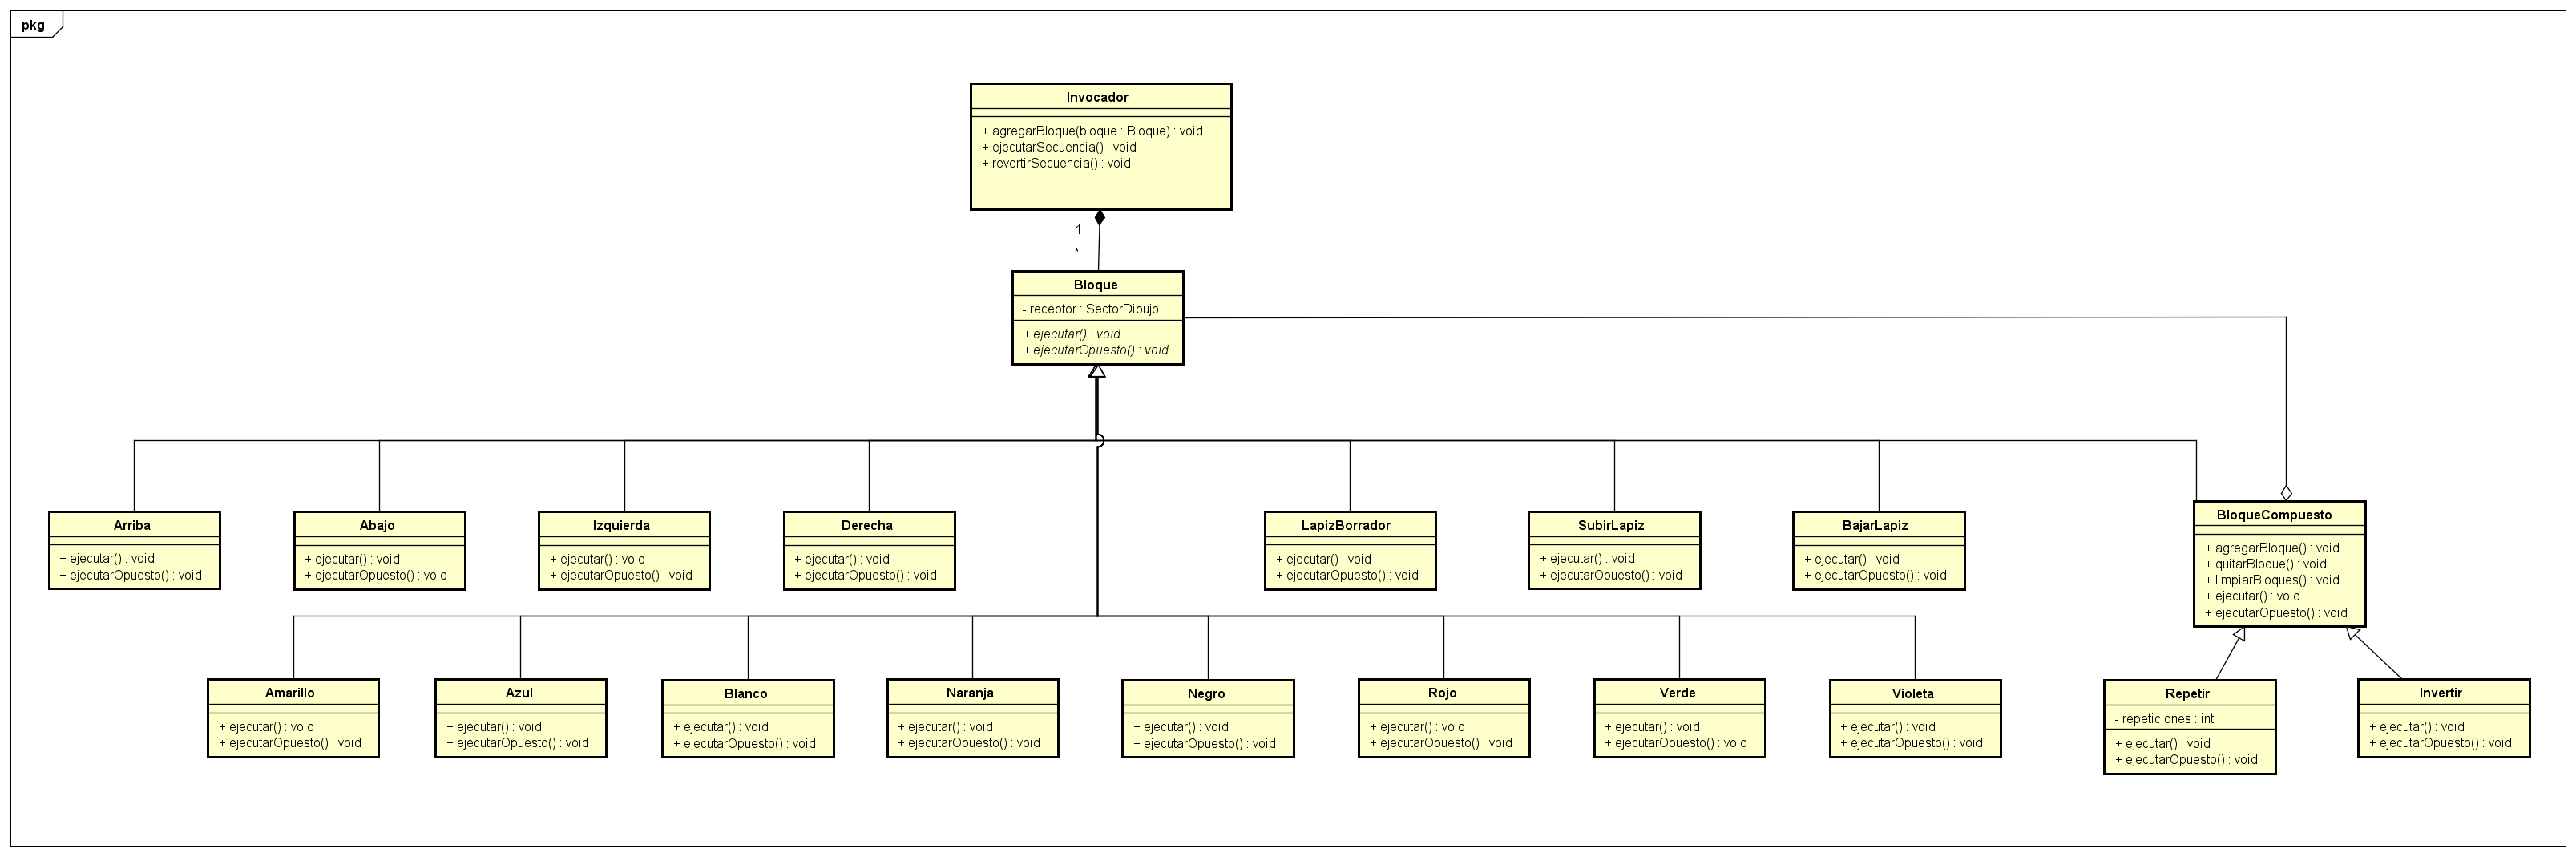 pkg
Invocador
+ agregarBloque(bloque : Bloque) : void
+ ejecutarSecuencia() : void
+ revertirSecuencia() : void
1
*
Bloque
- receptor : SectorDibujo
+ ejecutar() : void
+ ejecutarOpuesto() : void
Arriba
+ ejecutar() : void
+ ejecutarOpuesto() : void
Abajo
+ ejecutar() : void
+ ejecutarOpuesto() : void
Izquierda
+ ejecutar() : void
+ ejecutarOpuesto() : void
Derecha
+ ejecutar() : void
+ ejecutarOpuesto() : void
LapizBorrador
+ ejecutar() : void
+ ejecutarOpuesto() : void
SubirLapiz
+ ejecutar() : void
+ ejecutarOpuesto() : void
BajarLapiz
+ ejecutar() : void
+ ejecutarOpuesto() : void
BloqueCompuesto
+ agregarBloque() : void
+ quitarBloque() : void
+ limpiarBloques() : void
+ ejecutar() : void
+ ejecutarOpuesto() : void
Amarillo
+ ejecutar() : void
+ ejecutarOpuesto() : void
Azul
+ ejecutar() : void
+ ejecutarOpuesto() : void
Blanco
+ ejecutar() : void
+ ejecutarOpuesto() : void
Naranja
+ ejecutar() : void
+ ejecutarOpuesto() : void
Negro
+ ejecutar() : void
+ ejecutarOpuesto() : void
Rojo
+ ejecutar() : void
+ ejecutarOpuesto() : void
Verde
+ ejecutar() : void
+ ejecutarOpuesto() : void
Violeta
+ ejecutar() : void
+ ejecutarOpuesto() : void
Repetir
- repeticiones : int
+ ejecutar() : void
+ ejecutarOpuesto() : void
Invertir
+ ejecutar() : void
+ ejecutarOpuesto() : void